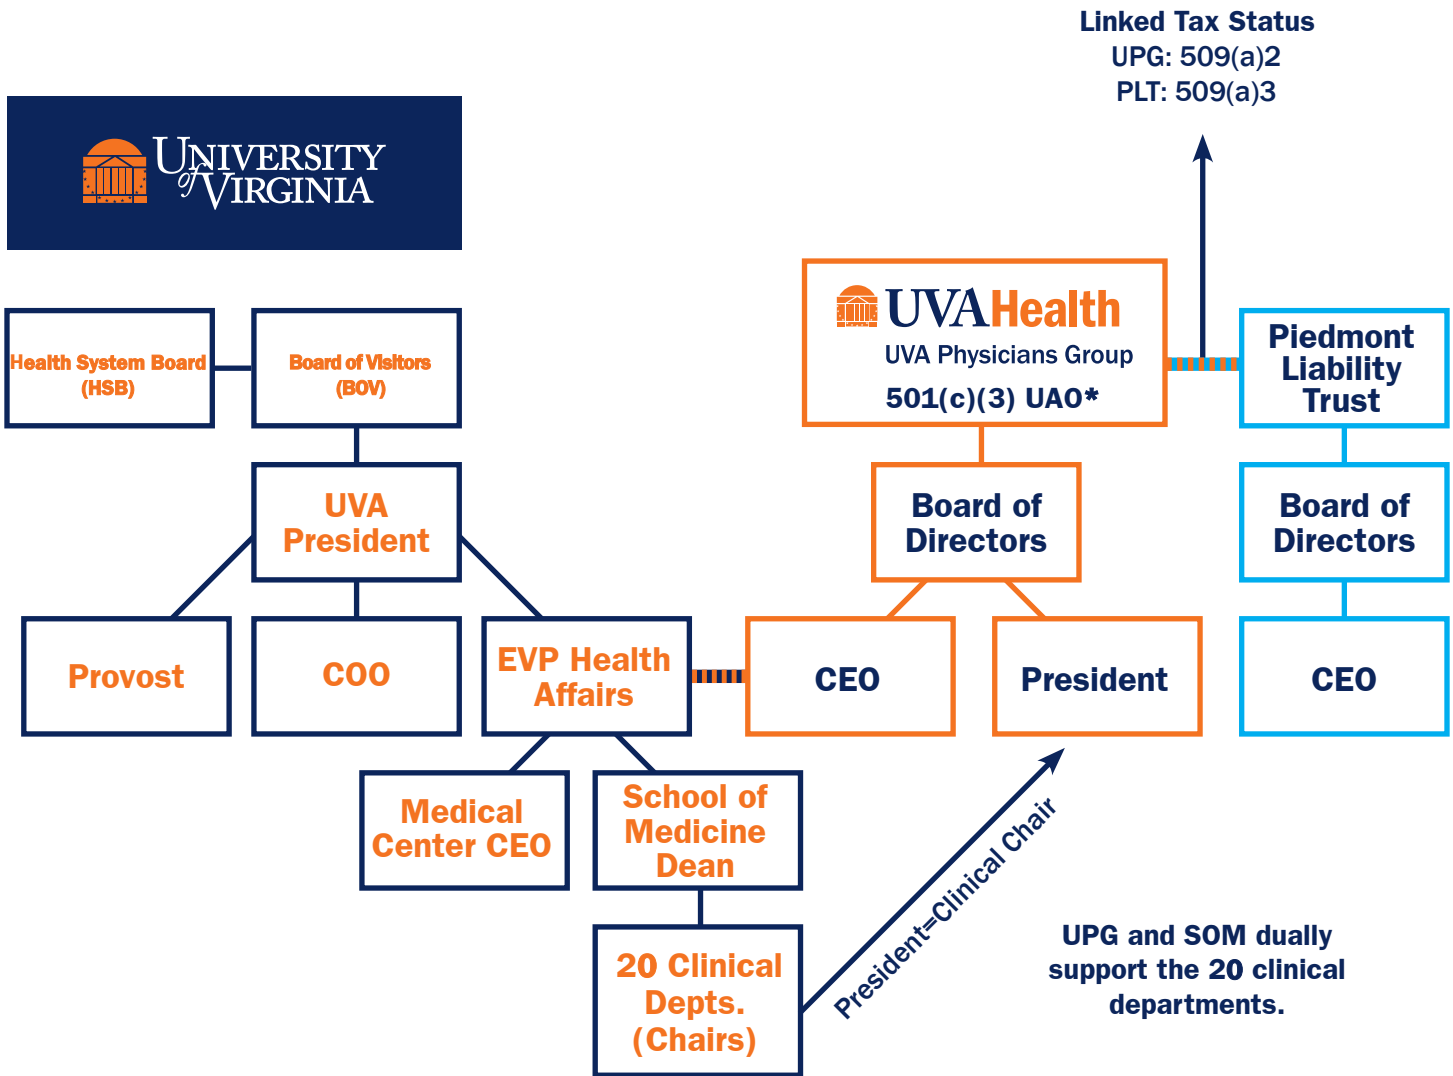 Linked Tax Status
UPG: 509(a)2
PLT: 509(a)3
UNIVERSITY
of VIRGINIA
Health System Board
(HSB)
Board of Visitors
(BOV)
UVAHealth
UVA Physicians Group
501(c)(3) UAO*
Piedmont
Liability
Trust
UVA
President
Board of
Directors
Board of
Directors
Provost
COO
EVP Health
Affairs
CEO
President
CEO
Medical
Center CEO
School of
Medicine
Dean
President=Clinical Chair
20 Clinical
Depts.
(Chairs)
UPG and SOM dually
support the 20 clinical
departments.